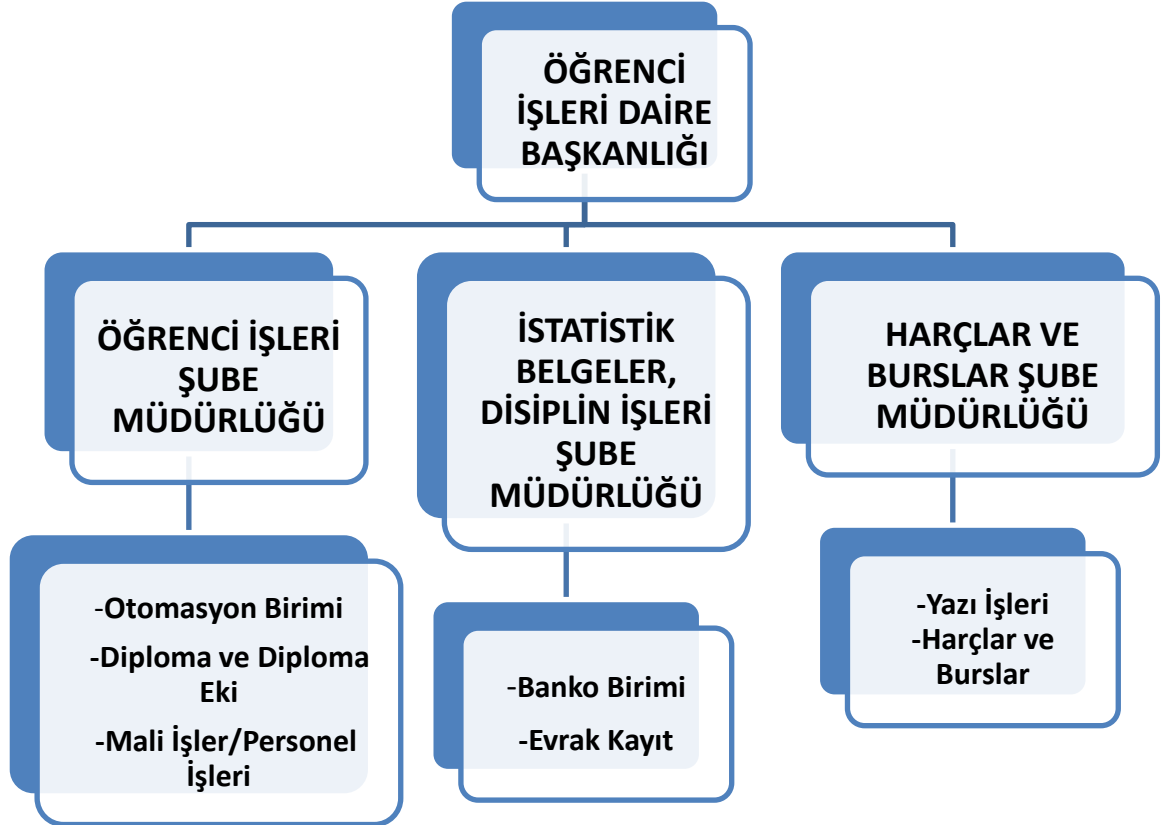 ÖĞRENCİ
İŞLERİ DAİRE
BAŞKANLIĞI
ÖĞRENCİ İŞLERİ
ŞUBE
MÜDÜRLÜĞÜ
İSTATİSTİK
BELGELER,
DİSİPLİN İŞLERİ
ŞUBE
MÜDÜRLÜĞÜ
HARÇLAR VE
BURSLAR ŞUBE
MÜDÜRLÜĞÜ
-Otomasyon Birimi
-Diploma ve Diploma
Eki
-Mali İşler/Personel
İşleri
-Banko Birimi
-Evrak Kayıt
-Yazı İşleri
-Harçlar ve
Burslar